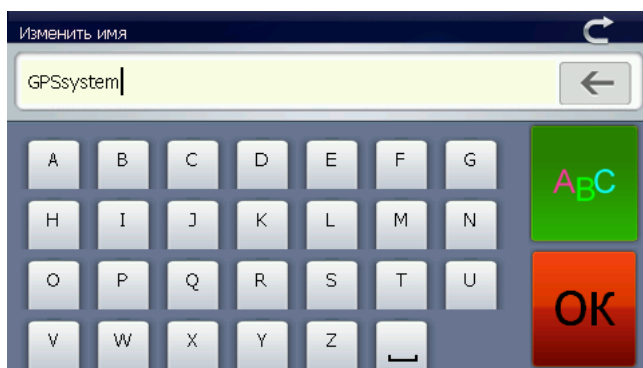 Изменить имя
GPSsystem
A B C D E F G
ABC
H I J K L M N
O P Q R S T U
OK
V W X Y Z